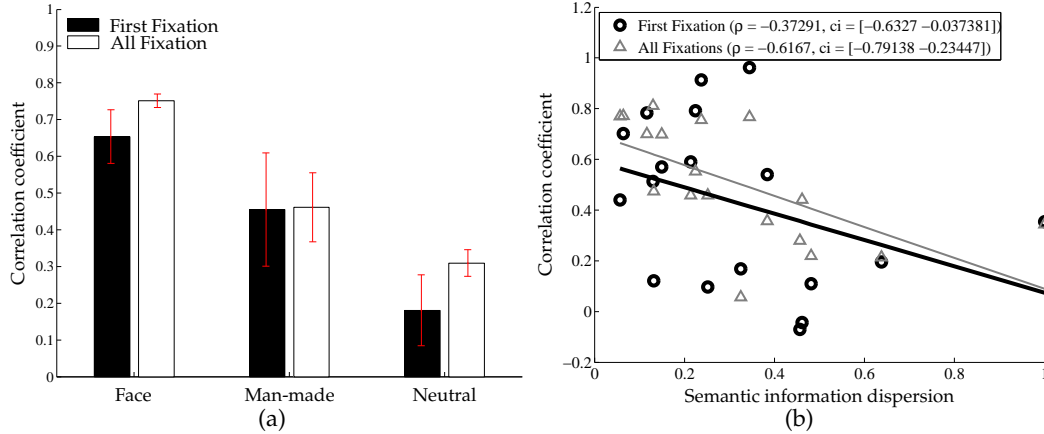 First Fixation
All Fixation
Correlation coefficient
1
0.9
0.8
0.7
0.6
0.5
0.4
0.3
0.2
0.1
0
Face Man-made Neutral
(a)
First Fixation (ρ = −0.37291, ci = [−0.6327 −0.037381])
All Fixations (ρ = −0.6167, ci = [−0.79138 −0.23447])
Correlation coefficient
1.2
1
0.8
0.6
0.4
0.2
0
−0.2
0 0.2 0.4 0.6 0.8 1
Semantic information dispersion
(b)